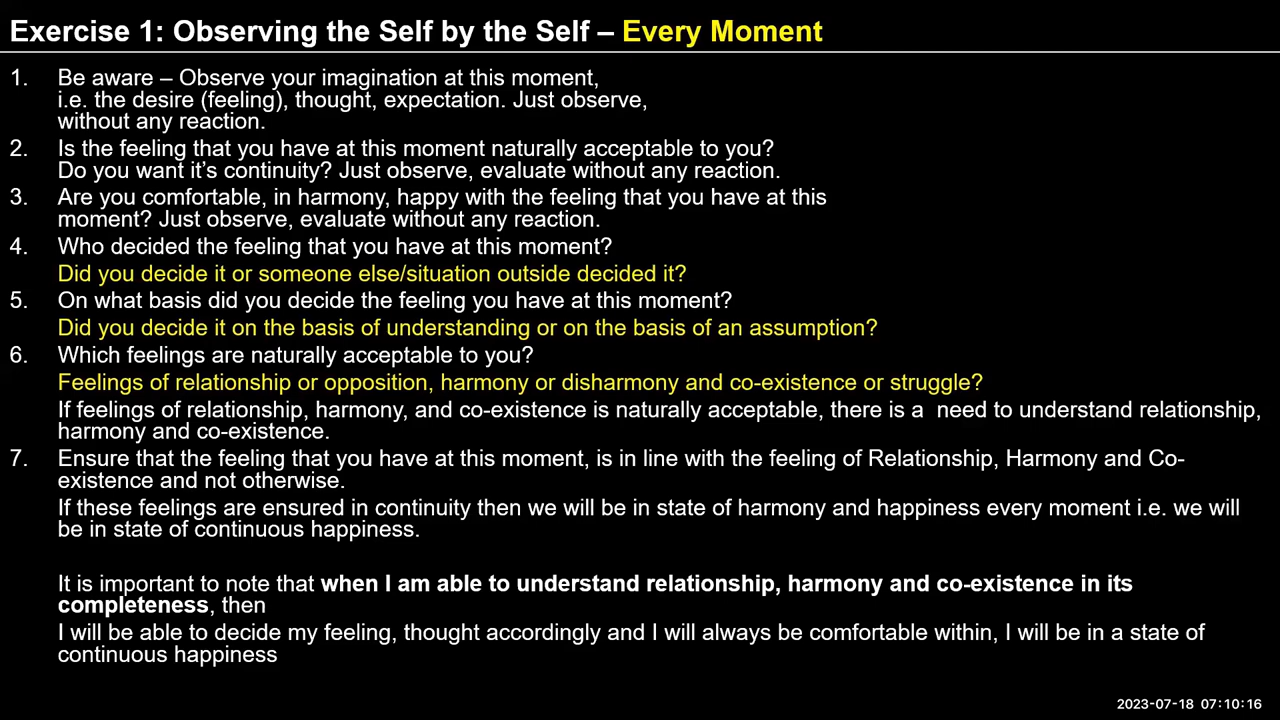 Exercise 1: Observing the Self by the Self – Every Moment
1. Be aware – Observe your imagination at this moment,
i.e. the desire (feeling), thought, expectation. Just observe,
without any reaction.
2. Is the feeling that you have at this moment naturally acceptable to you?
Do you want it’s continuity? Just observe, evaluate without any reaction.
3. Are you comfortable, in harmony, happy with the feeling that you have at this
moment? Just observe, evaluate without any reaction.
4. Who decided the feeling that you have at this moment?
Did you decide it or someone else/situation outside decided it?
5. On what basis did you decide the feeling you have at this moment?
Did you decide it on the basis of understanding or on the basis of an assumption?
6. Which feelings are naturally acceptable to you?
Feelings of relationship or opposition, harmony or disharmony and co-existence or struggle?
If feelings of relationship, harmony, and co-existence is naturally acceptable, there is a  need to understand relationship,
harmony and co-existence.
7. Ensure that the feeling that you have at this moment, is in line with the feeling of Relationship, Harmony and Co-
existence and not otherwise.
If these feelings are ensured in continuity then we will be in state of harmony and happiness every moment i.e. we will
be in state of continuous happiness.
It is important to note that when I am able to understand relationship, harmony and co-existence in its
completeness, then
I will be able to decide my feeling, thought accordingly and I will always be comfortable within, I will be in a state of
continuous happiness
2023-07-18 07:10:16